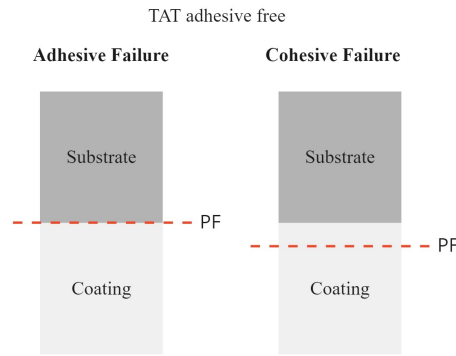 TAT adhesive free
Adhesive Failure
Cohesive Failure
Substrate
Substrate
PF
PF
Coating
Coating